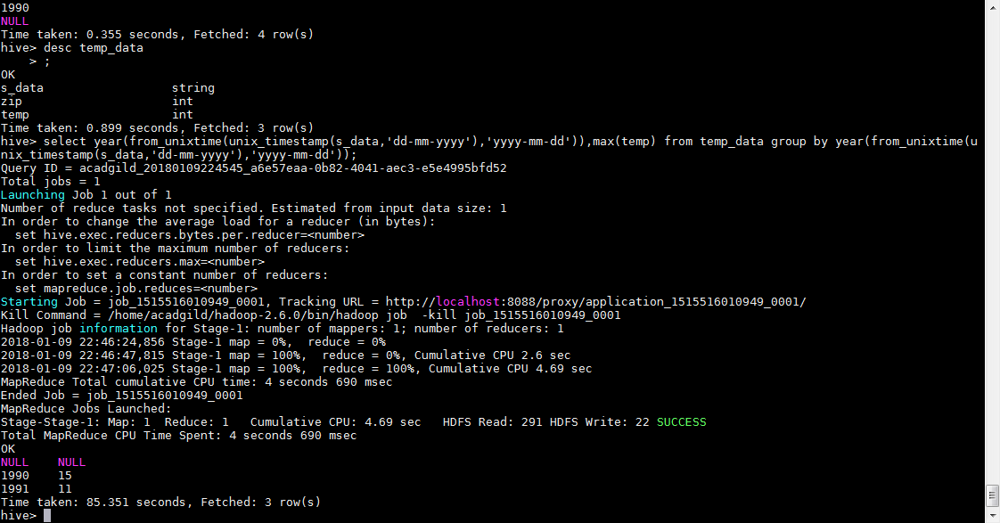 1990
NULL
Time taken: 0.355 seconds, Fetched: 4 row(s)
hive> desc temp_data
    > ;
OK
s_data                  string
zip                     int
temp                    int
Time taken: 0.899 seconds, Fetched: 3 row(s)
hive> select year(from_unixtime(unix_timestamp(s_data,'dd-mm-yyyy'),'yyyy-mm-dd')),max(temp) from temp_data group by year(from_unixtime(u
nix_timestamp(s_data,'dd-mm-yyyy'),'yyyy-mm-dd'));
Query ID = acadgild_20180109224545_a6e57eaa-0b82-4041-aec3-e5e4995bfd52
Total jobs = 1
Launching Job 1 out of 1
Number of reduce tasks not specified. Estimated from input data size: 1
In order to change the average load for a reducer (in bytes):
  set hive.exec.reducers.bytes.per.reducer=<number>
In order to limit the maximum number of reducers:
  set hive.exec.reducers.max=<number>
In order to set a constant number of reducers:
  set mapreduce.job.reduces=<number>
Starting Job = job_1515516010949_0001, Tracking URL = http://localhost:8088/proxy/application_1515516010949_0001/
Kill Command = /home/acadgild/hadoop-2.6.0/bin/hadoop job  -kill job_1515516010949_0001
Hadoop job information for Stage-1: number of mappers: 1; number of reducers: 1
2018-01-09 22:46:24,856 Stage-1 map = 0%,  reduce = 0%
2018-01-09 22:46:47,815 Stage-1 map = 100%,  reduce = 0%, Cumulative CPU 2.6 sec
2018-01-09 22:47:06,025 Stage-1 map = 100%,  reduce = 100%, Cumulative CPU 4.69 sec
MapReduce Total cumulative CPU time: 4 seconds 690 msec
Ended Job = job_1515516010949_0001
MapReduce Jobs Launched:
Stage-Stage-1: Map: 1  Reduce: 1   Cumulative CPU: 4.69 sec   HDFS Read: 291 HDFS Write: 22 SUCCESS
Total MapReduce CPU Time Spent: 4 seconds 690 msec
OK
NULL    NULL
1990    15
1991    11
Time taken: 85.351 seconds, Fetched: 3 row(s)
hive>